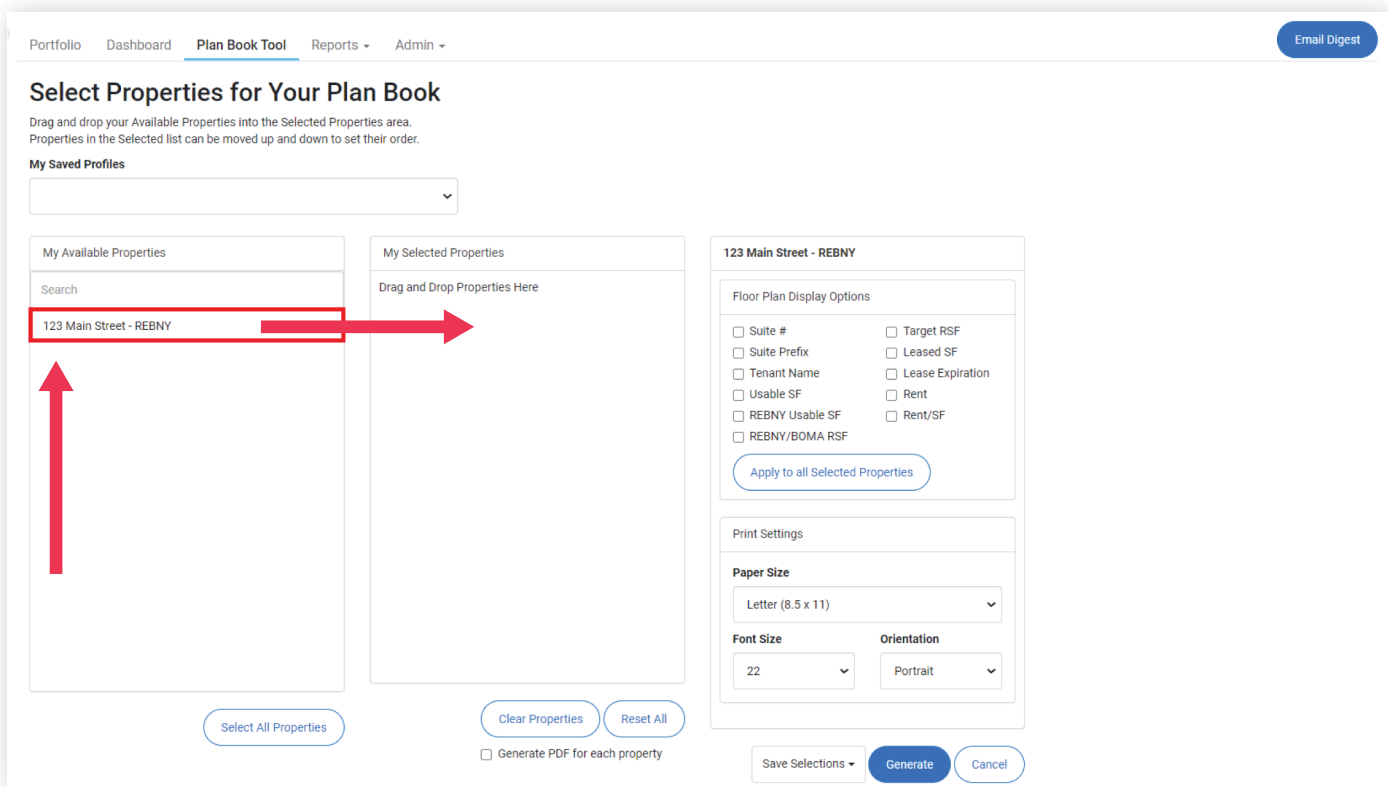 Portfolio Dashboard Plan Book Tool Reports Admin
Email Digest
Select Properties for Your Plan Book
Drag and drop your Available Properties into the Selected Properties area.
Properties in the Selected list can be moved up and down to set their order.
My Saved Profiles
My Available Properties
Search
123 Main Street - REBNY
Select All Properties
My Selected Properties
Drag and Drop Properties Here
Clear Properties Reset All
Generate PDF for each property
123 Main Street - REBNY
Floor Plan Display Options
Suite # Target RSF
Suite Prefix Leased SF
Tenant Name Lease Expiration
Usable SF Rent
REBNY Usable SF Rent/SF
REBNY/BOMA RSF
Apply to all Selected Properties
Print Settings
Paper Size
Letter (8.5 x 11)
Font Size Orientation
22 Portrait
Save Selections Generate Cancel